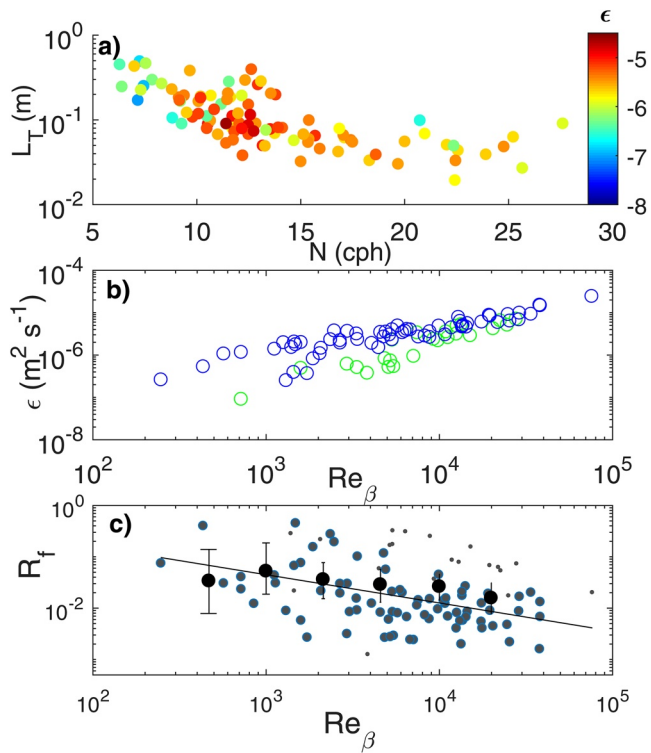 ϵ
10^0
a)
-5
L_T (m)
10^-1
-6
-7
10^-2
-8
5 10 15 20 25 30
N (cph)
10^-4
b)
ϵ (m^2 s^-1)
10^-6
10^-8
10^2 10^3 10^4 10^5
Re_β
10^0
c)
R_f
10^-2
10^2 10^3 10^4 10^5
Re_β